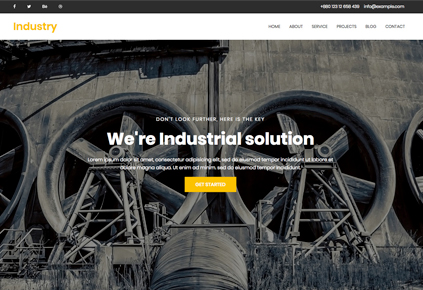 +880 123 12 658 439 info@example.com
Industry
HOME ABOUT SERVICE PROJECTS BLOG CONTACT
DON'T LOOK FURTHER, HERE IS THE KEY
We're Industrial solution
Lorem ipsum dolor sit amet, consectetur adipisicing elit, sed do eiusmod tempor incididunt ut labore et
dolore magna aliqua. Ut enim ad minim. sed do eiusmod tempor incididunt.
GET STARTED